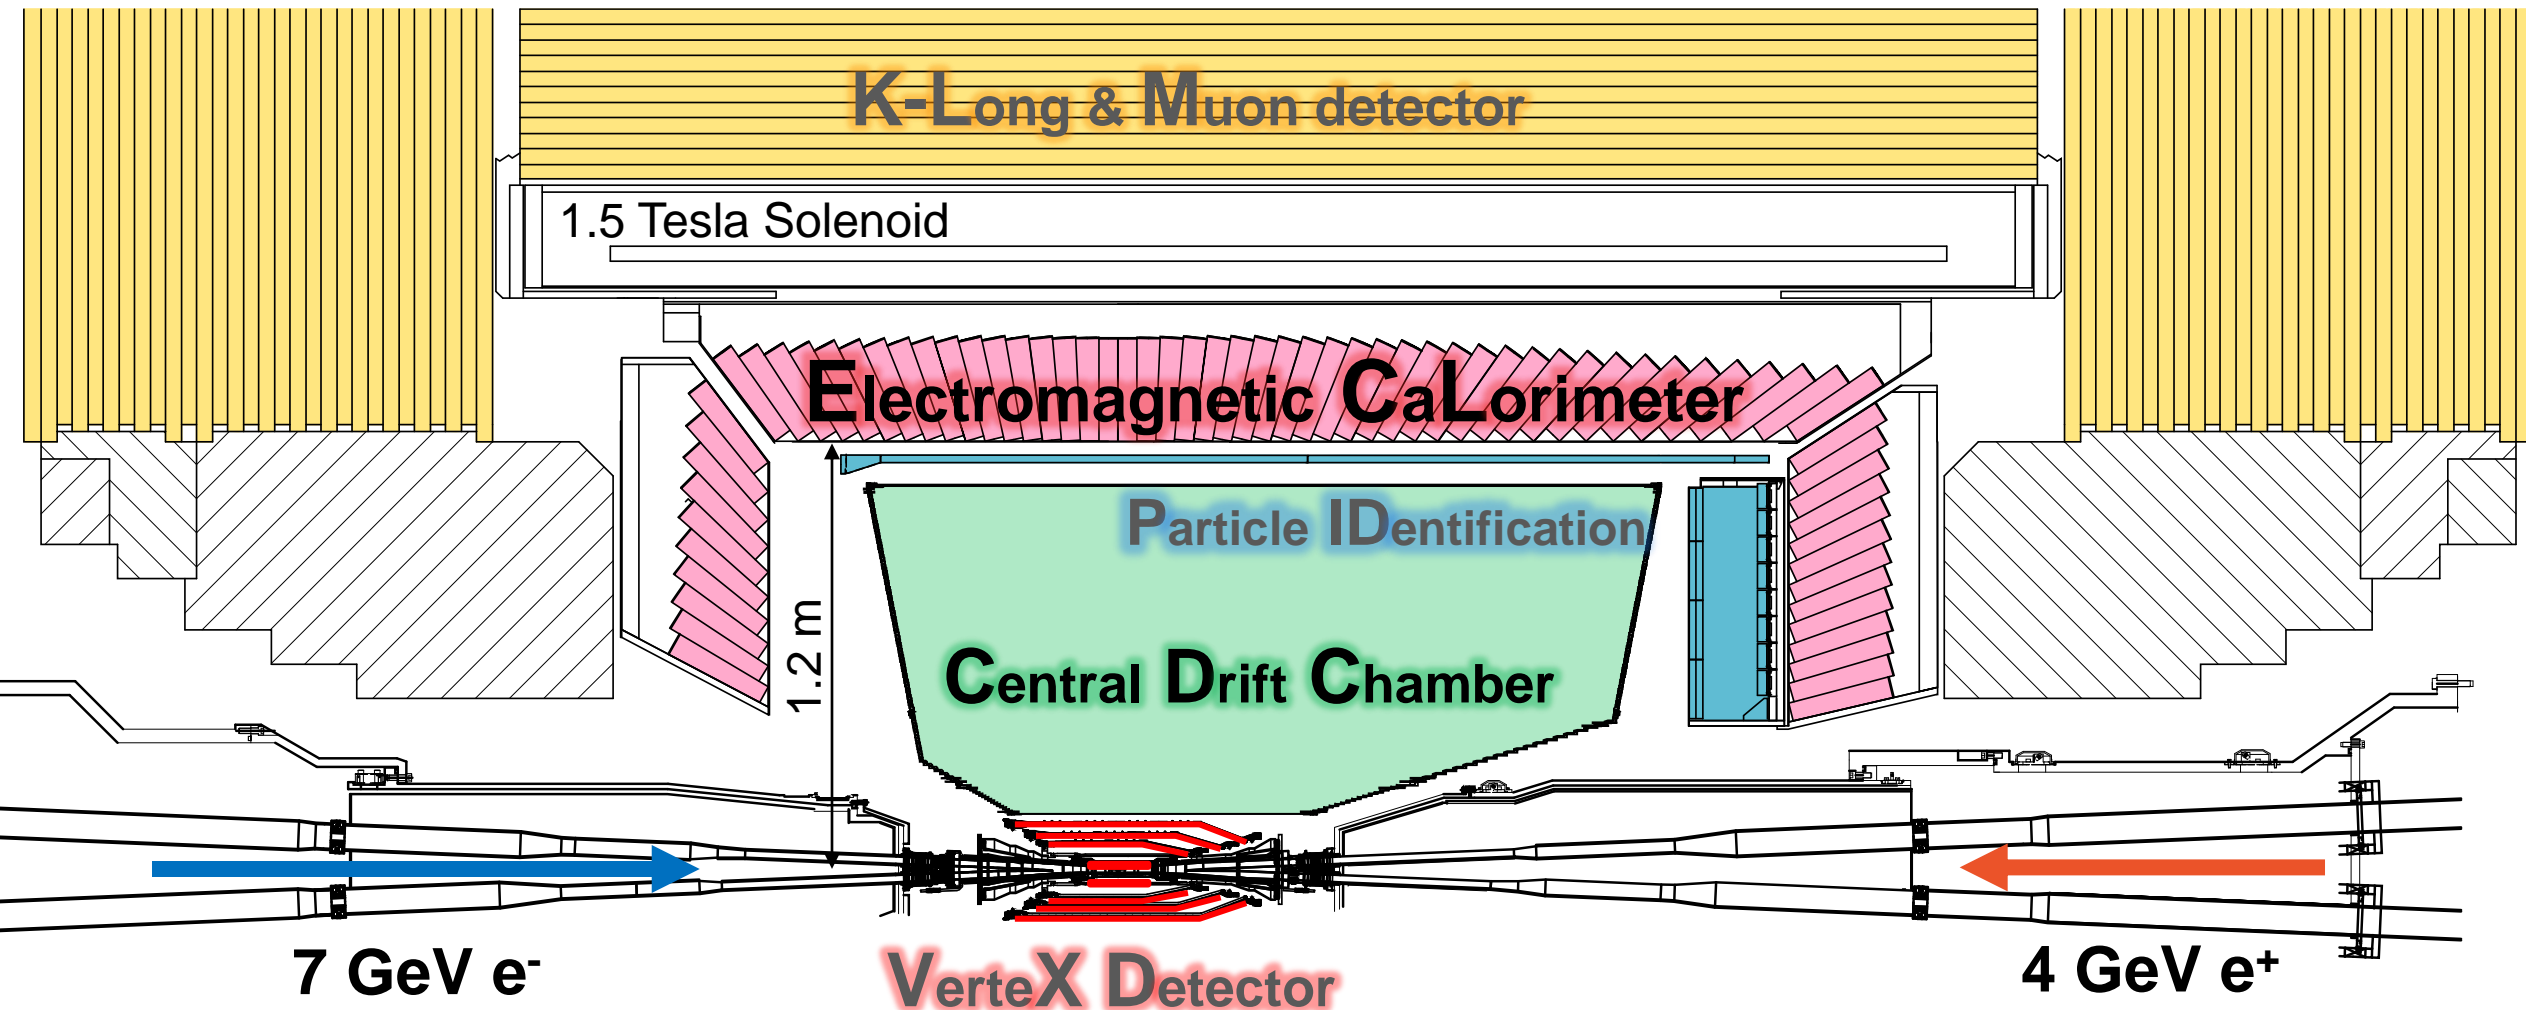 K-Long & Muon detector
1.5 Tesla Solenoid
Electromagnetic CaLorimeter
Particle IDentification
1.2 m
Central Drift Chamber
7 GeV e-
VerteX Detector
4 GeV e+